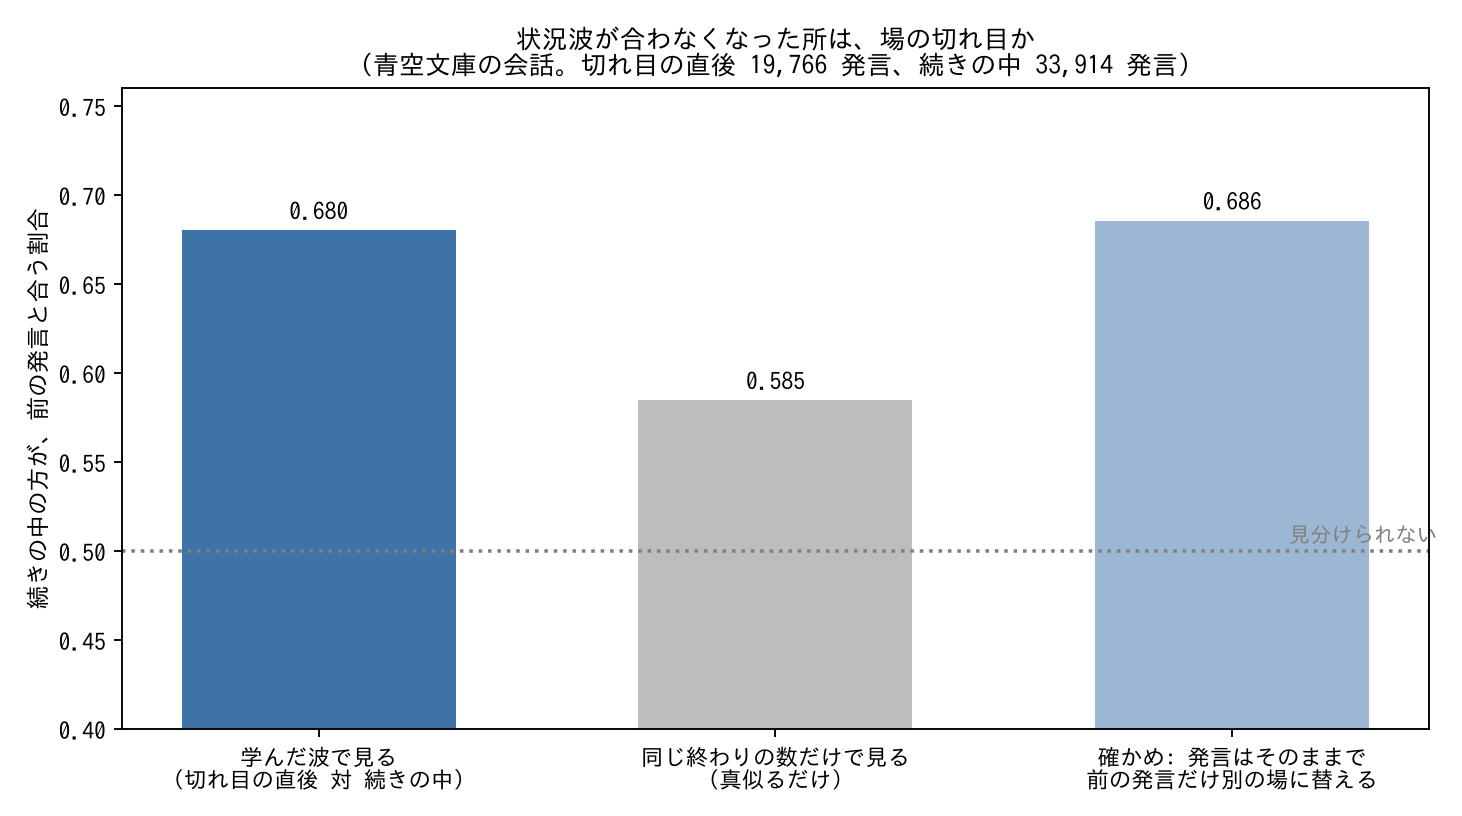 状況波が合わなくなった所は、場の切れ目か
（青空文庫の会話。切れ目の直後 19,766 発言、続きの中 33,914 発言）
続きの中の方が、前の発言と合う割合
0.75
0.70
0.65
0.60
0.55
0.50
0.45
0.40
0.680
0.585
0.686
見分けられない
学んだ波で見る
（切れ目の直後 対 続きの中）
同じ終わりの数だけで見る
（真似るだけ）
確かめ: 発言はそのままで
前の発言だけ別の場に替える